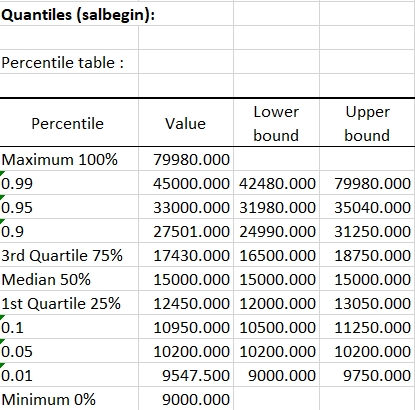 Quantiles (salbegin):
Percentile table :
Percentile Value Lower bound Upper bound
Maximum 100% 79980.000
0.99 45000.000 42480.000 79980.000
0.95 33000.000 31980.000 35040.000
0.9 27501.000 24990.000 31250.000
3rd Quartile 75% 17430.000 16500.000 18750.000
Median 50% 15000.000 15000.000 15000.000
1st Quartile 25% 12450.000 12000.000 13050.000
0.1 10950.000 10500.000 11250.000
0.05 10200.000 10200.000 10200.000
0.01 9547.500 9000.000 9750.000
Minimum 0% 9000.000